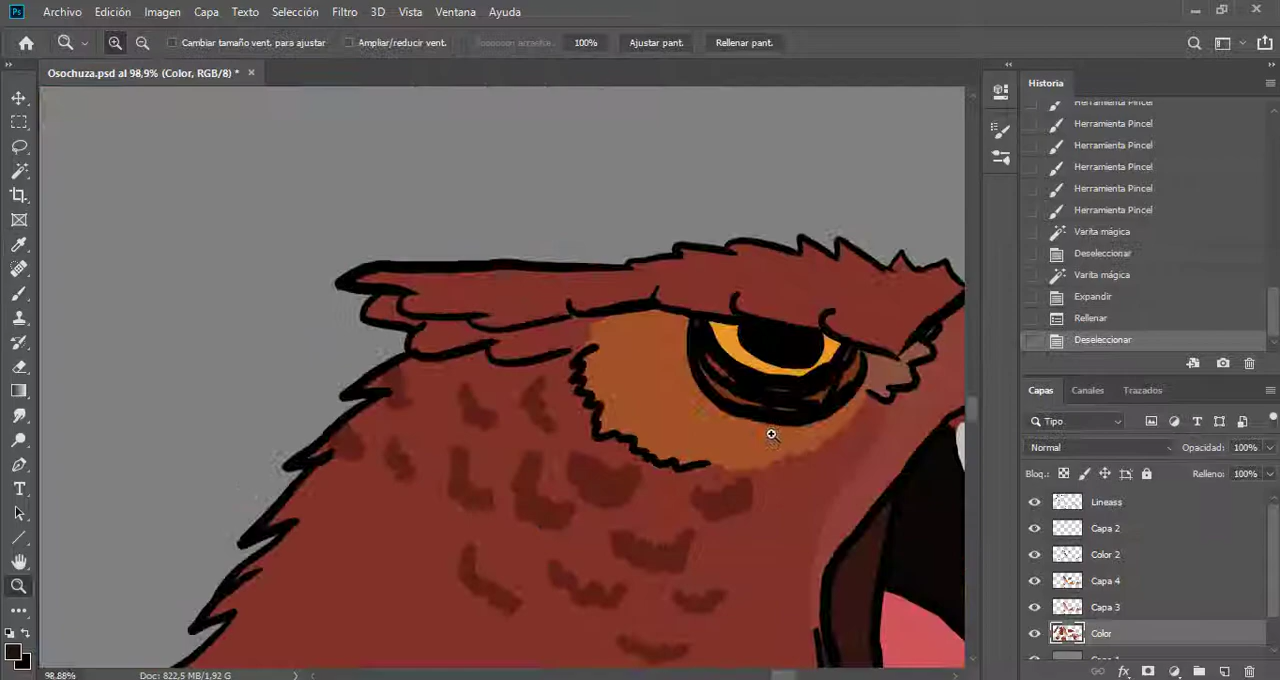 Ps Archivo Edición Imagen Capa Texto Selección Filtro 3D Vista Ventana Ayuda
Cambiar tamaño vent. para ajustar Ampliar/reducir vent. 100% Ajustar pant. Rellenar pant.
Osochuza.psd al 98,9% (Color, RGB/8) * ×
Historia
Herramienta Pincel
Herramienta Pincel
Herramienta Pincel
Herramienta Pincel
Herramienta Pincel
Herramienta Pincel
Varita mágica
Deseleccionar
Varita mágica
Expandir
Rellenar
Deseleccionar
Capas Canales Trazados
Tipo
Normal Opacidad: 100%
Bloq.: Relleno: 100%
Lineass
Capa 2
Color 2
Capa 4
Capa 3
Color
98,88% Doc: 822,5 MB/1,92 G